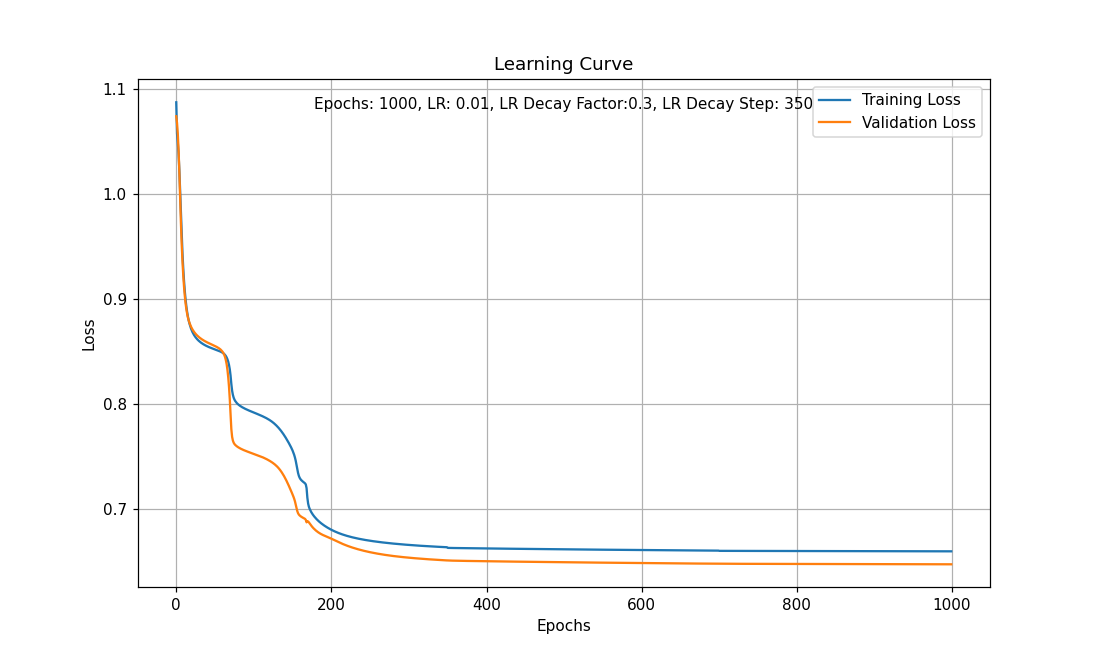 Learning Curve
Epochs: 1000, LR: 0.01, LR Decay Factor:0.3, LR Decay Step: 350
Training Loss
Validation Loss
1.1
1.0
0.9
0.8
0.7
Loss
0
200
400
600
800
1000
Epochs